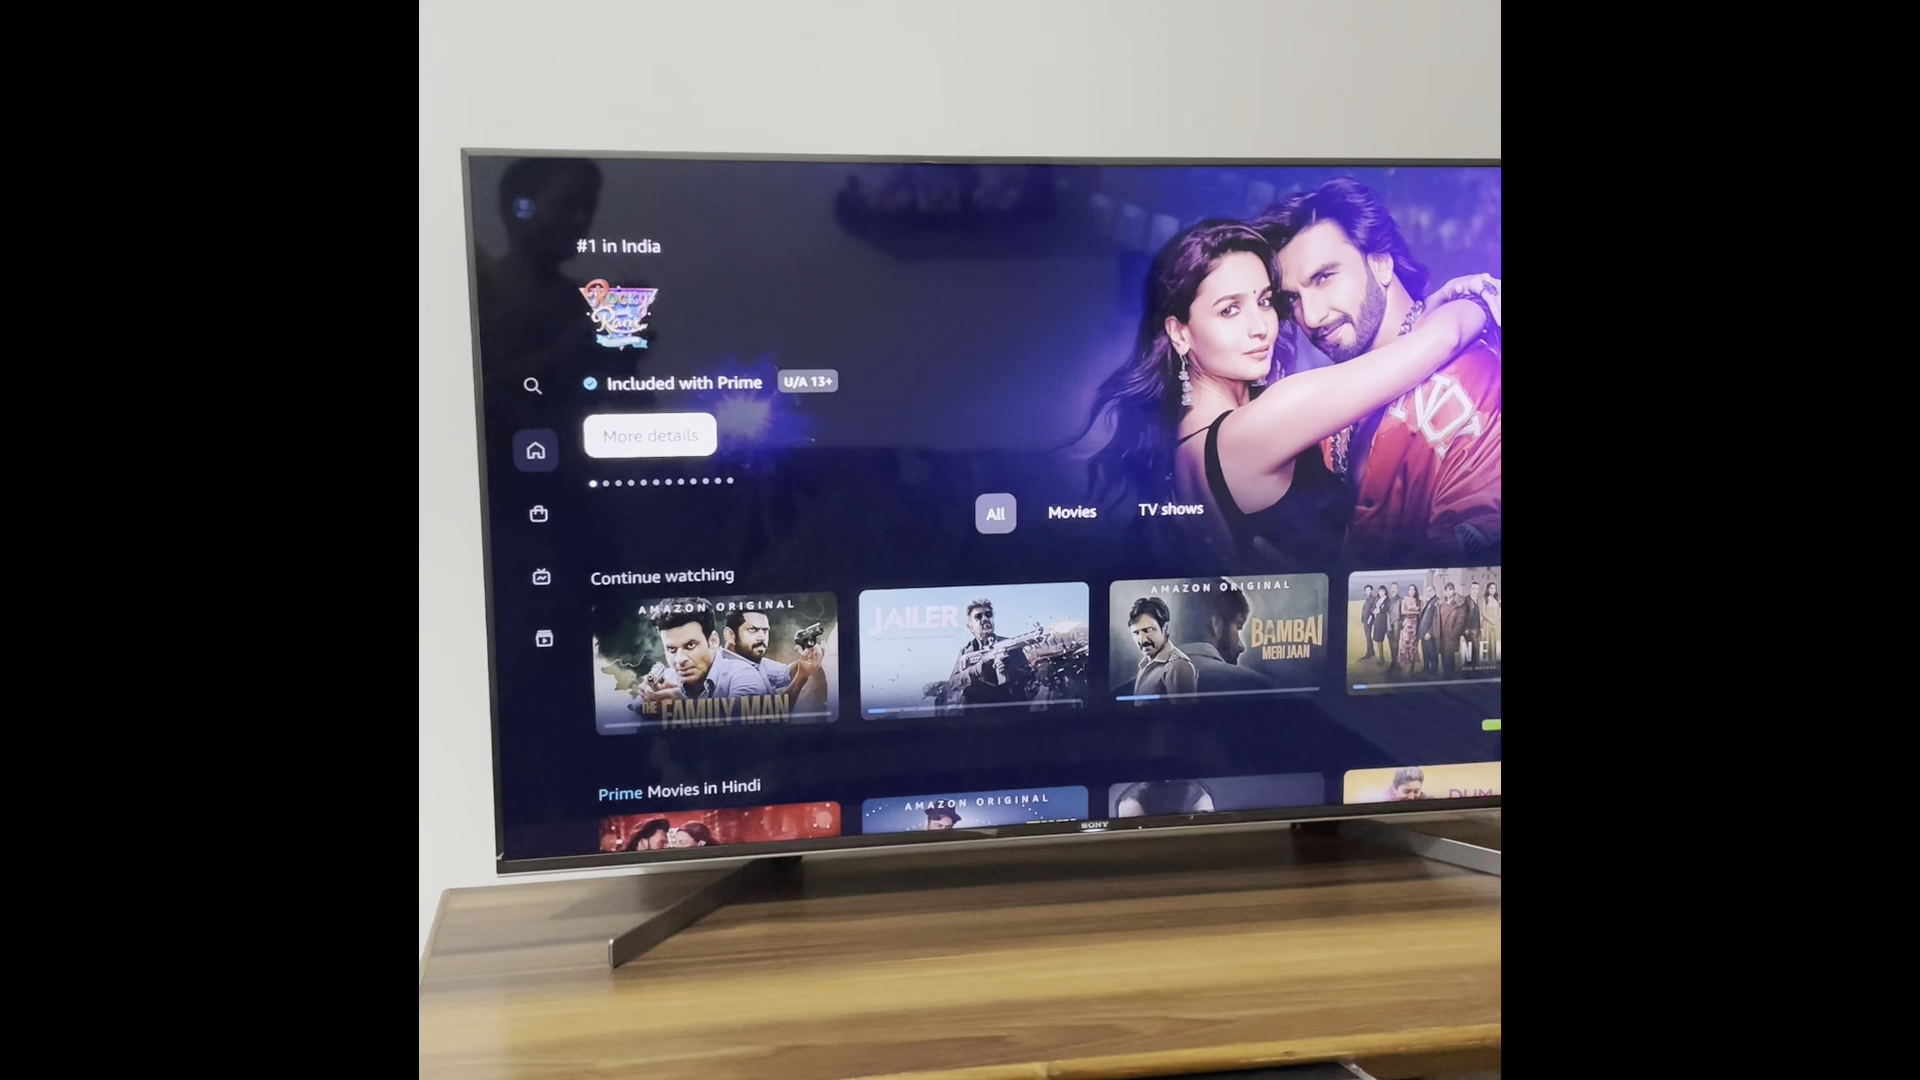 #1 in India
Rocky
Rani
Included with Prime U/A 13+
More details
All Movies TV shows
Continue watching
AMAZON ORIGINAL
THE FAMILY MAN
JAILER
AMAZON ORIGINAL
BAMBAI
MERI JAAN
Prime Movies in Hindi
AMAZON ORIGINAL
SONY